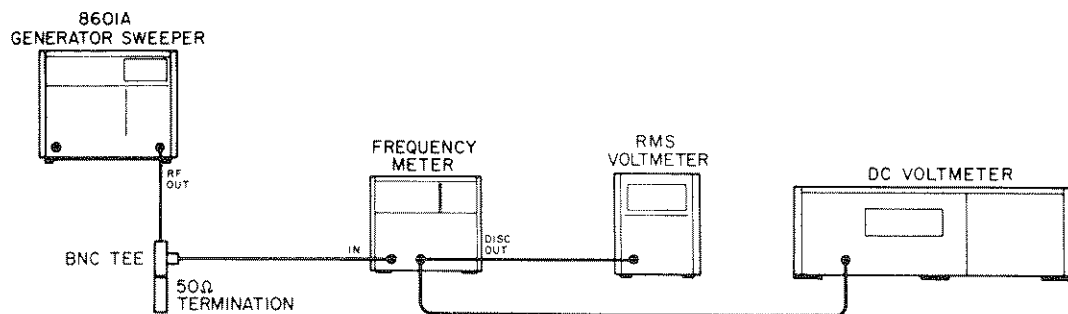 8601A
GENERATOR SWEEPER
RF
OUT
BNC TEE
50Ω
TERMINATION
FREQUENCY
METER
IN
DISC
OUT
RMS
VOLTMETER
DC VOLTMETER